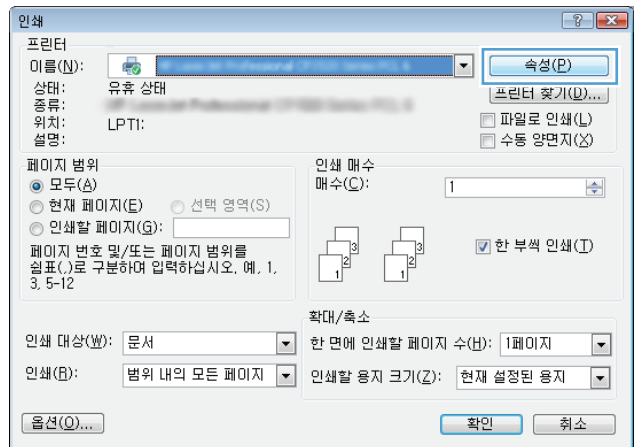 인쇄
프린터
이름(N):
속성(P)
상태: 유휴 상태
프린터 찾기(D)...
종류:
위치: LPT1:
파일로 인쇄(L)
설명:
수동 양면지(X)
페이지 범위
모두(A)
현재 페이지(E) 선택 영역(S)
인쇄할 페이지(G):
페이지 번호 및/또는 페이지 범위를
쉼표(,)로 구분하여 입력하십시오. 예, 1,
3, 5-12
인쇄 매수
매수(C): 1
3 3
2 2
1 1
한 부씩 인쇄(T)
인쇄 대상(W): 문서
인쇄(R): 범위 내의 모든 페이지
확대/축소
한 면에 인쇄할 페이지 수(H): 1페이지
인쇄할 용지 크기(Z): 현재 설정된 용지
옵션(O)...
확인 취소